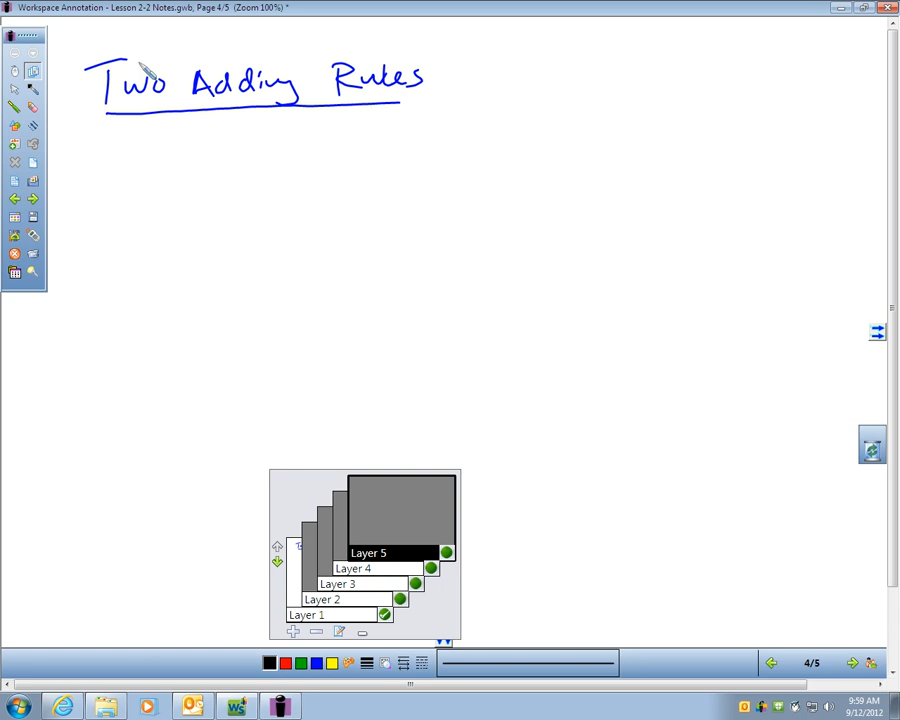 Workspace Annotation - Lesson 2-2 Notes.gwb, Page 4/5 (Zoom 100%) *
Two Adding Rules
Layer 5
Layer 4
Layer 3
Layer 2
Layer 1
4/5
9:59 AM
9/12/2012